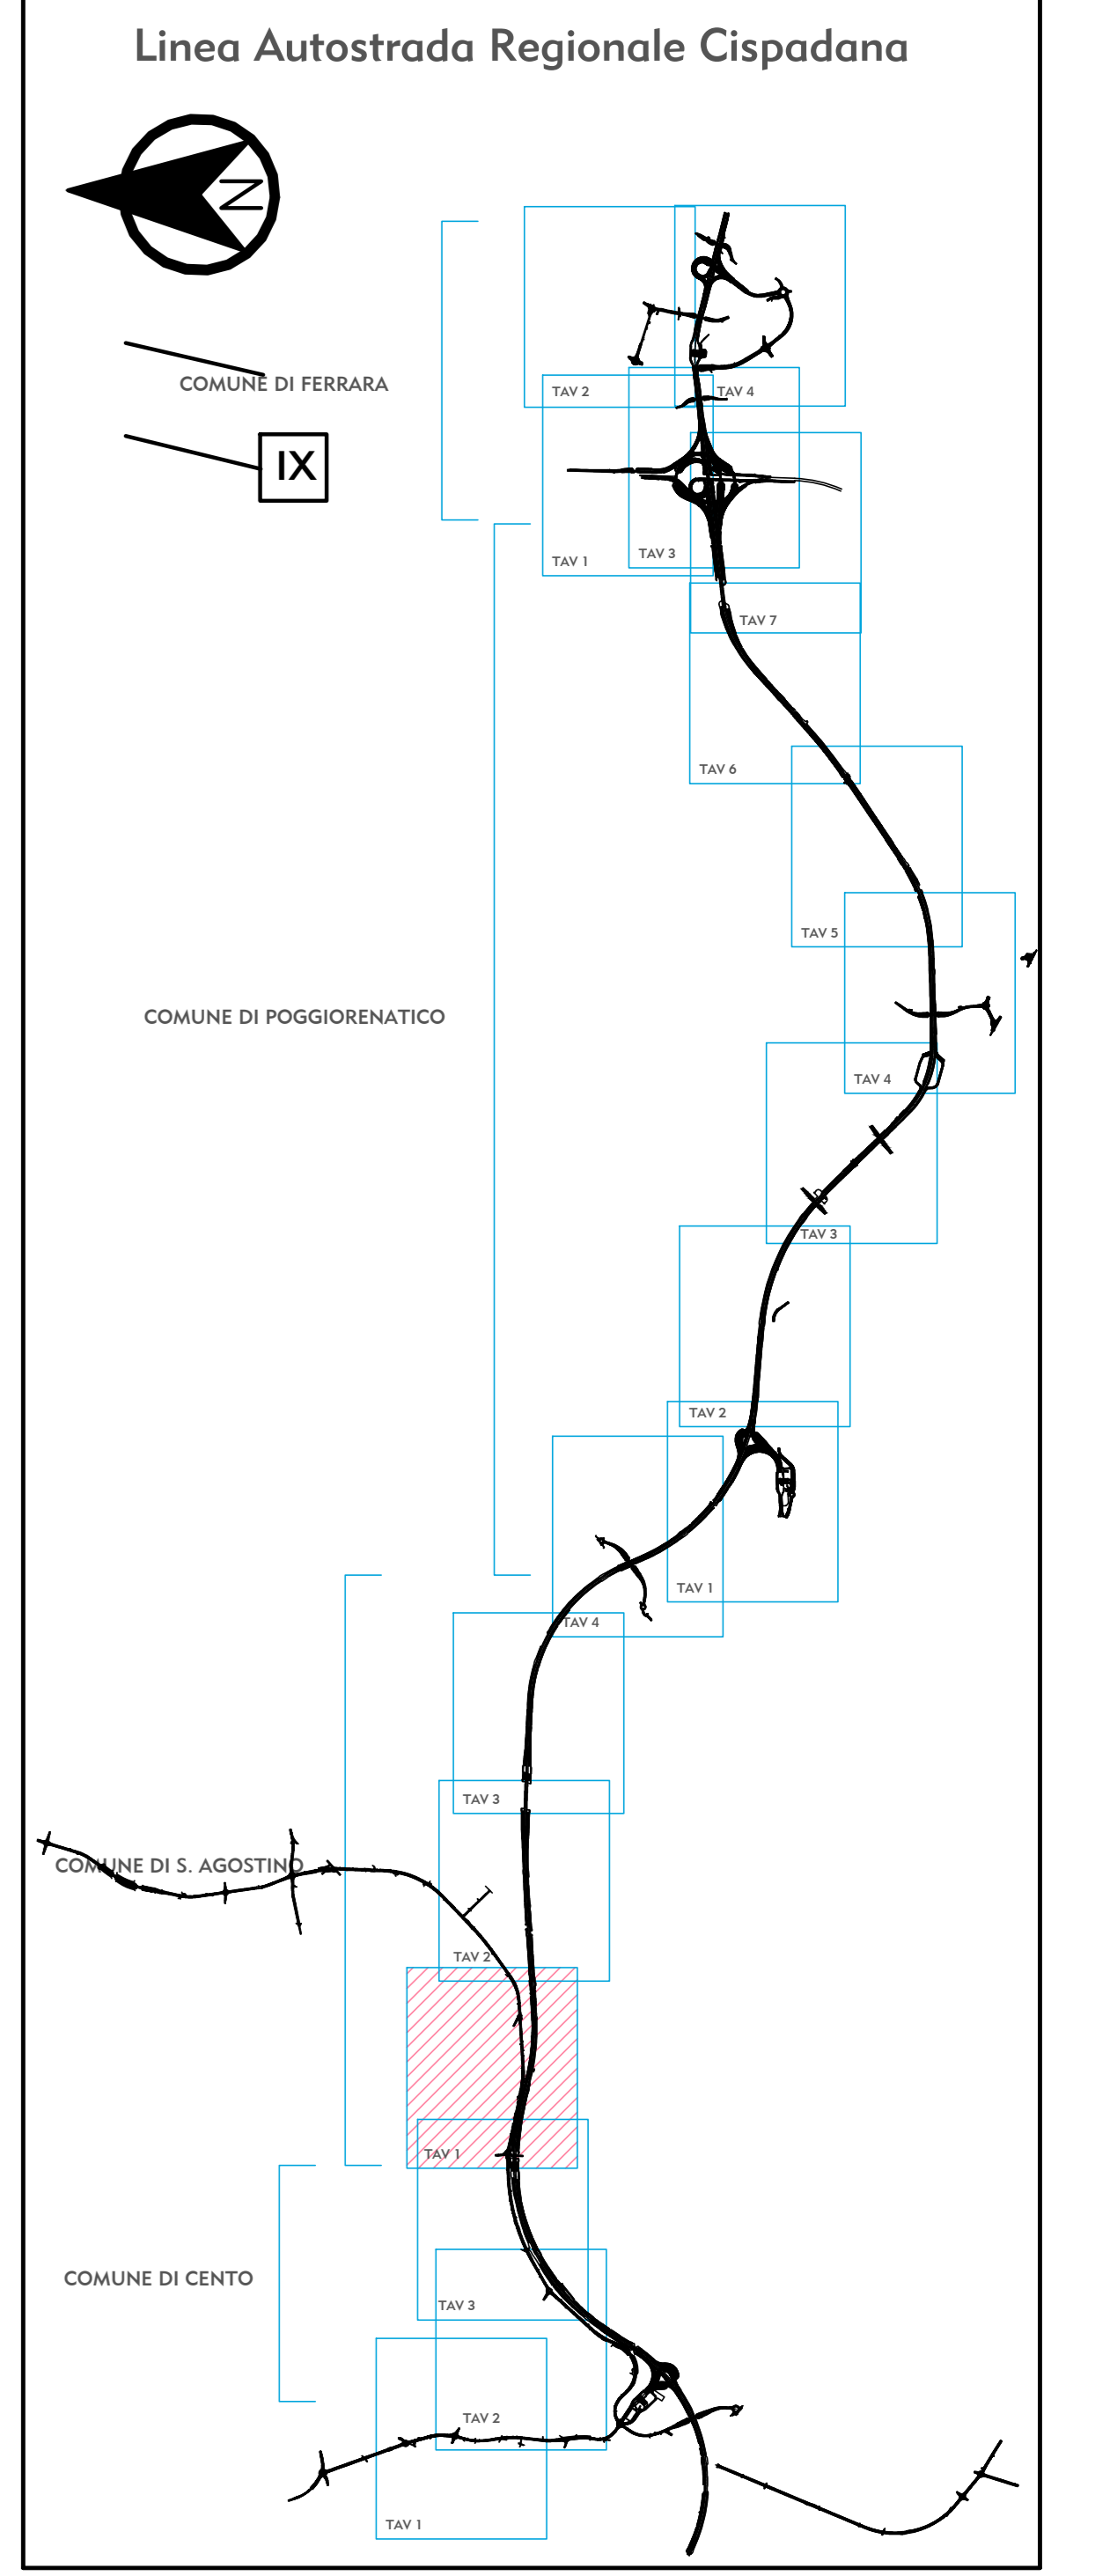 Linea Autostrada Regionale Cispadana
N
COMUNE DI FERRARA
TAV 2
TAV 4
IX
TAV 3
TAV 1
TAV 7
TAV 6
TAV 5
COMUNE DI POGGIORENATICO
TAV 4
TAV 3
TAV 2
TAV 1
TAV 4
TAV 3
COMUNE DI S. AGOSTINO
TAV 2
TAV 1
COMUNE DI CENTO
TAV 3
TAV 2
TAV 1